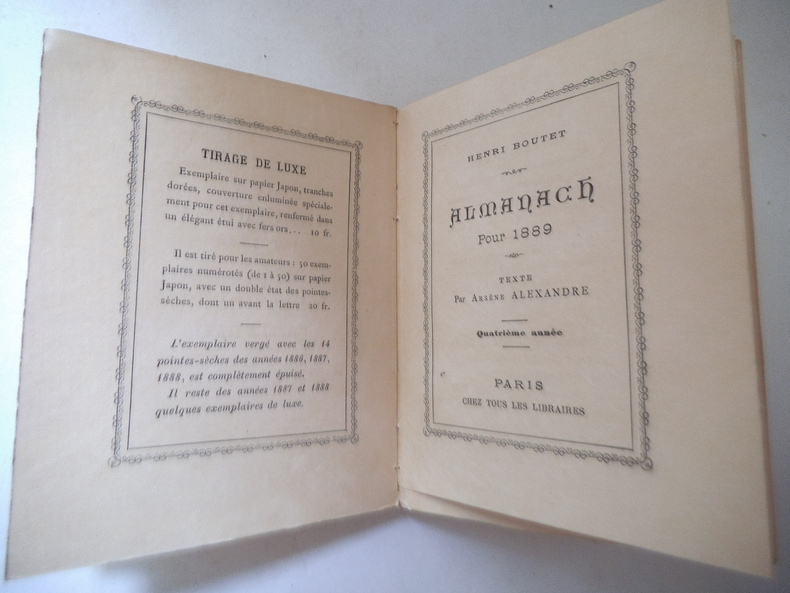 TIRAGE DE LUXE
Exemplaire sur papier Japon, tranches
dorées, couverture enluminée spéciale-
ment pour cet exemplaire, renfermé dans
un élégant étui avec fers ors... 10 fr.
Il est tiré pour les amateurs : 50 exem-
plaires numérotés (de 1 à 50) sur papier
Japon, avec un double état des pointes-
sèches, dont un avant la lettre 20 fr.
L'exemplaire vergé avec les 14
pointes-sèches des années 1886, 1887,
1888, est complètement épuisé.
Il reste des années 1887 et 1888
quelques exemplaires de luxe.
HENRI BOUTET
ALMANACH
Pour 1889
TEXTE
Par Arsène ALEXANDRE
Quatrième année
PARIS
CHEZ TOUS LES LIBRAIRES